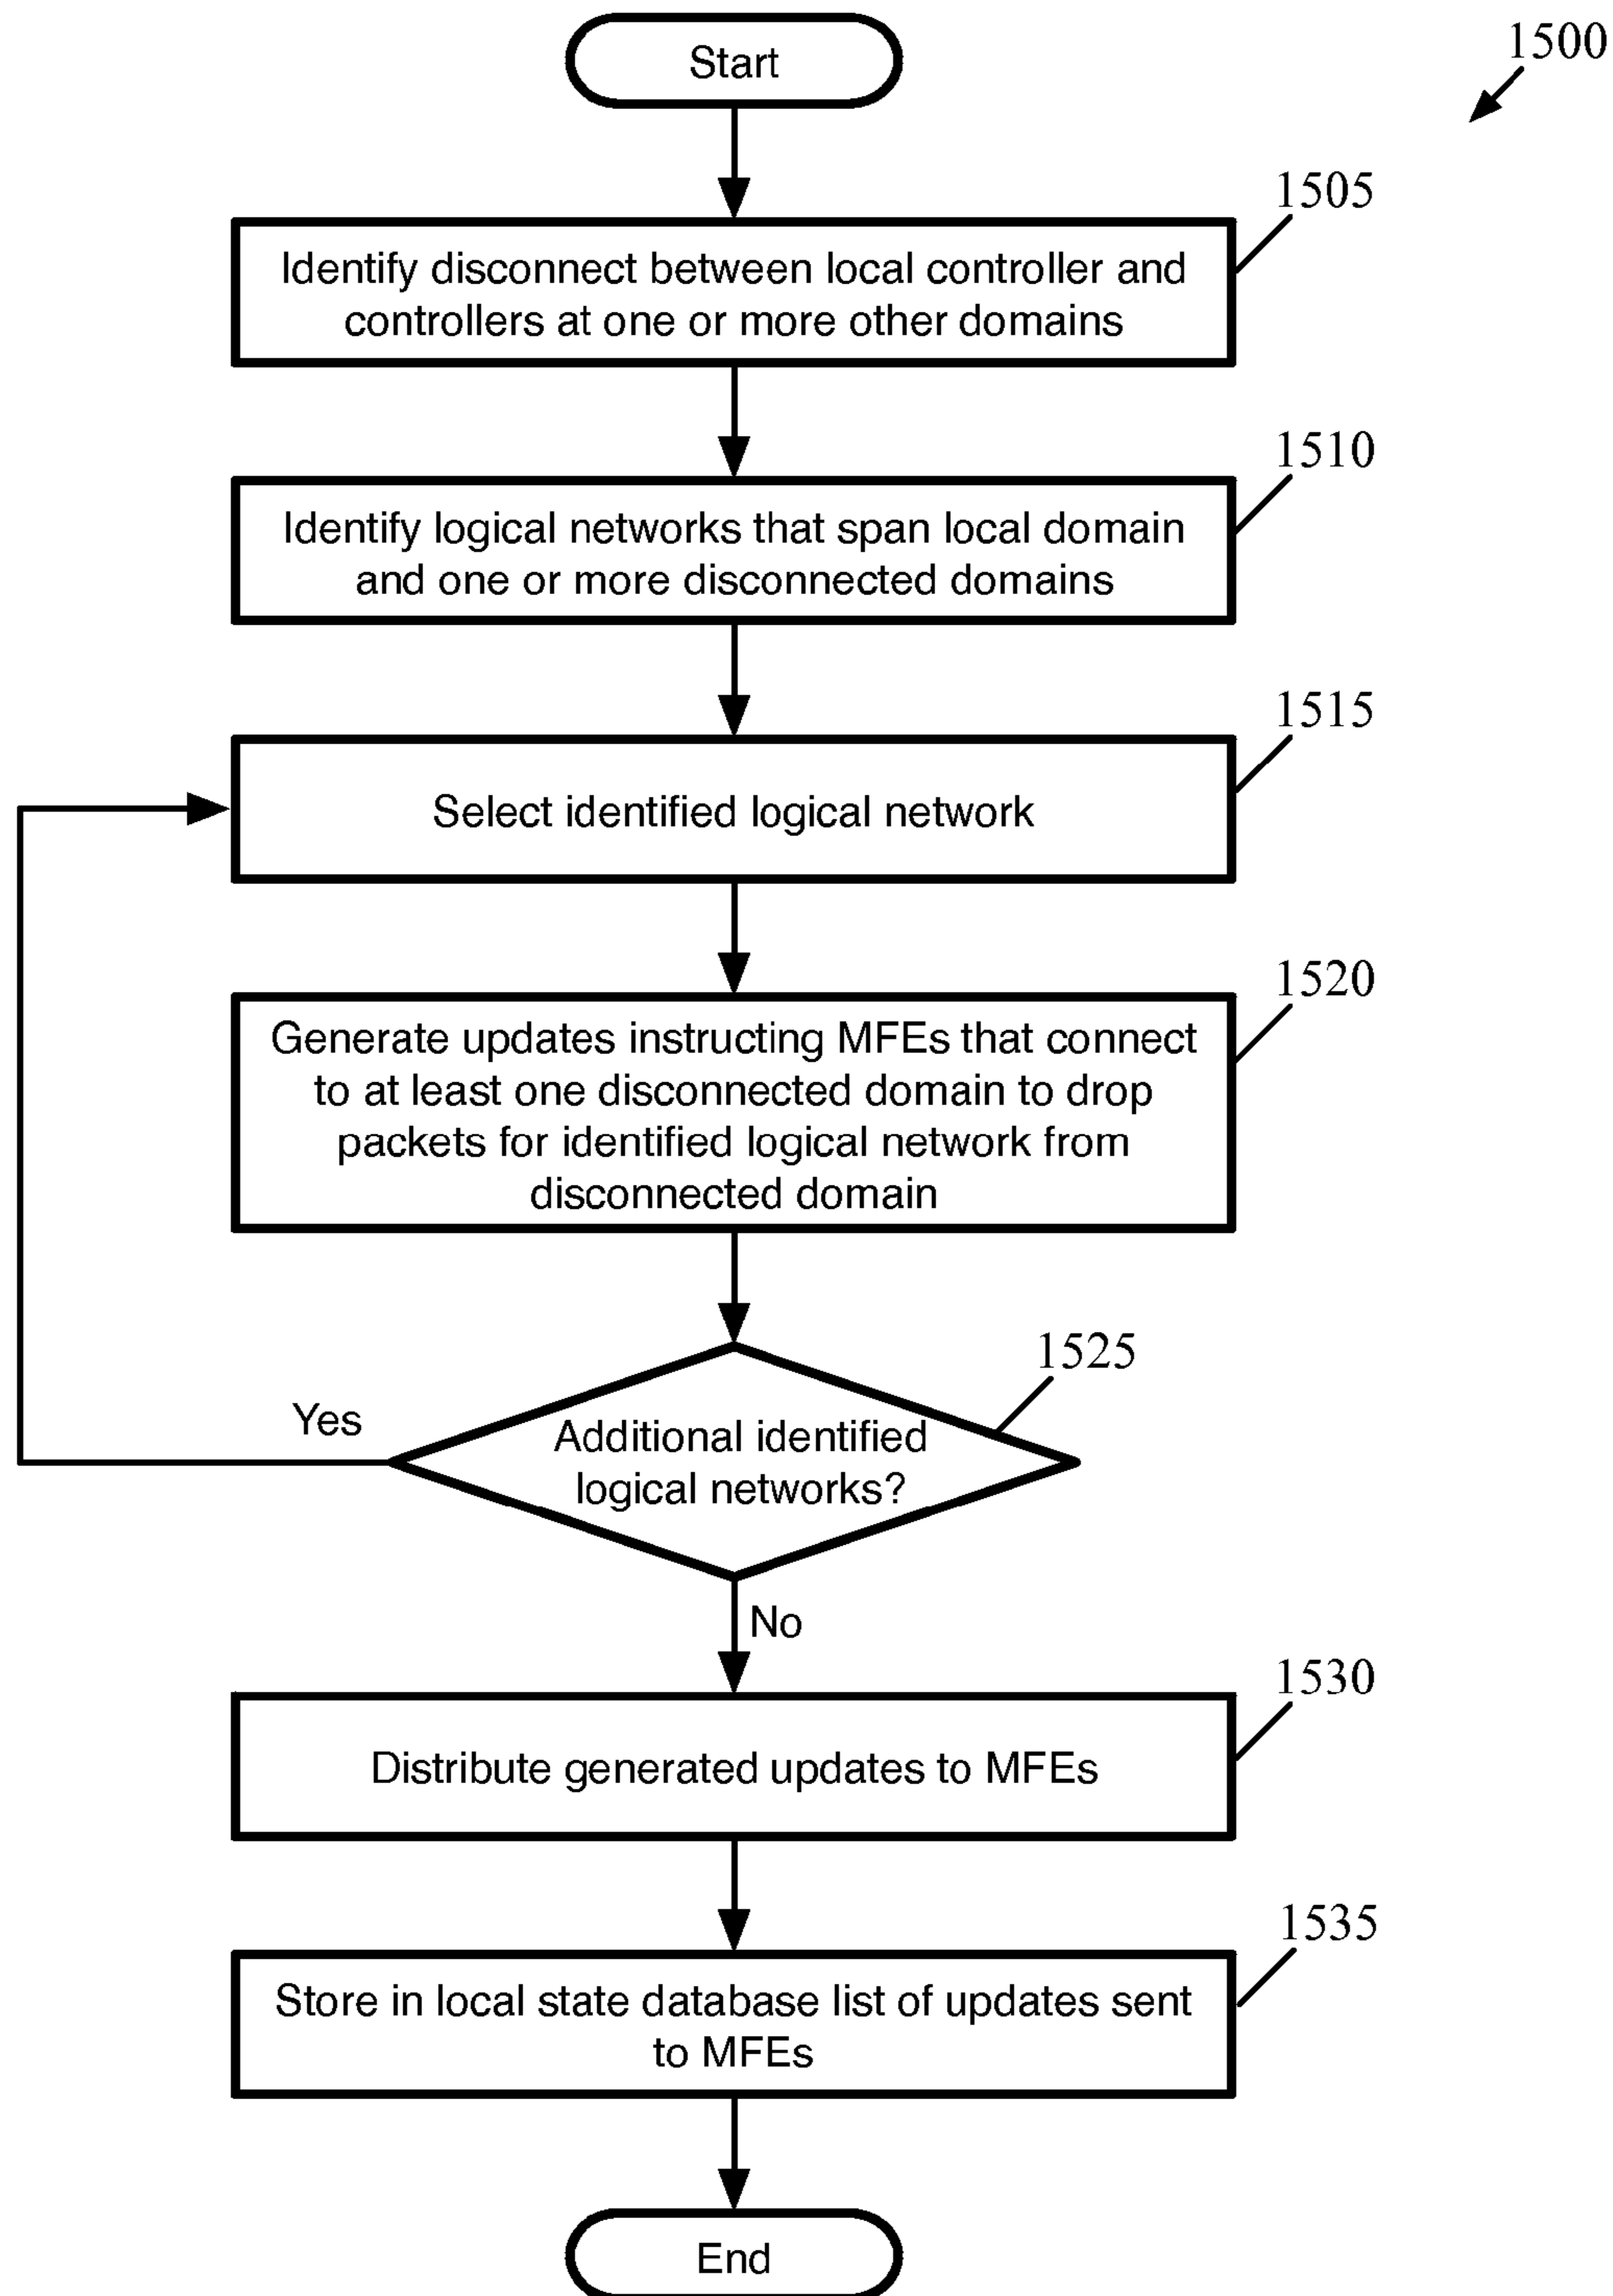 Start
1500
1505
Identify disconnect between local controller and
controllers at one or more other domains
1510
Identify logical networks that span local domain
and one or more disconnected domains
1515
Select identified logical network
1520
Generate updates instructing MFEs that connect
to at least one disconnected domain to drop
packets for identified logical network from
disconnected domain
1525
Yes
Additional identified
logical networks?
No
1530
Distribute generated updates to MFEs
1535
Store in local state database list of updates sent
to MFEs
End